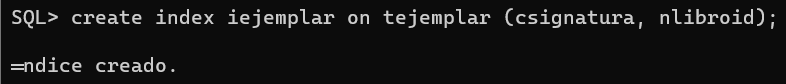 SQL> create index iejemplar on tejemplar (csignatura, nlibroid);
═ndice creado.